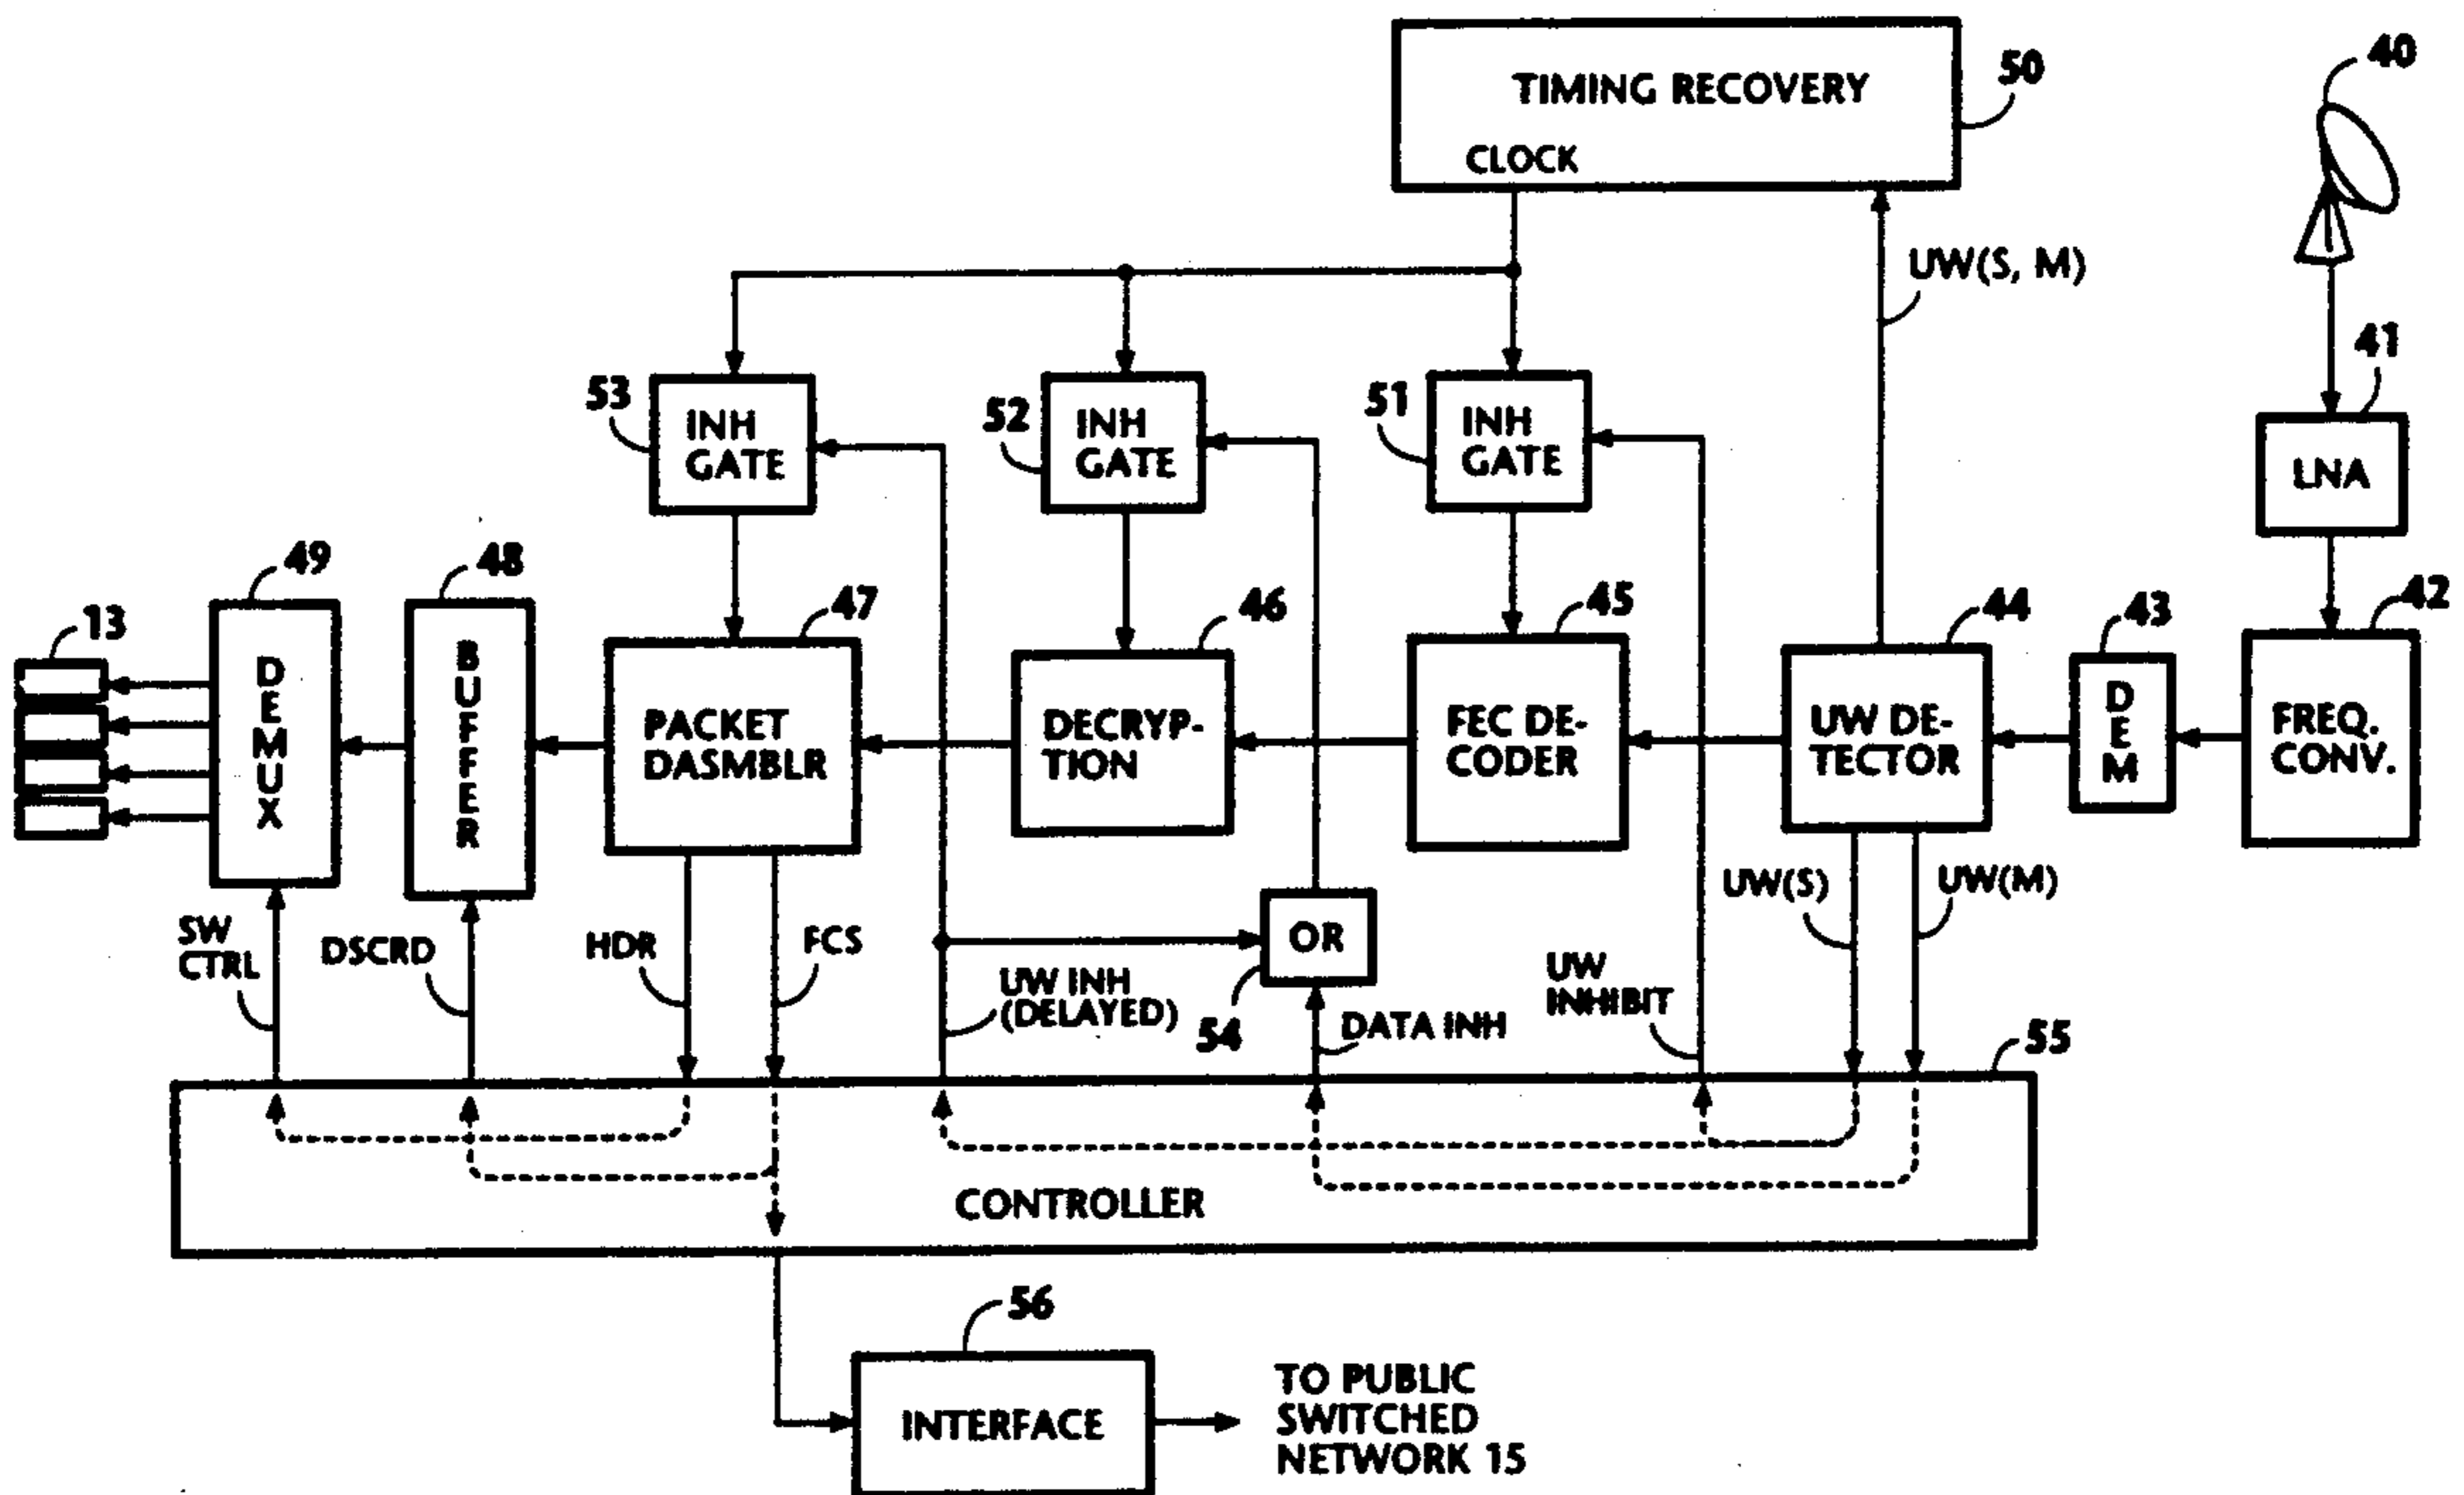 TIMING RECOVERY
CLOCK
50
40
UW(S, M)
41
LNA
53
INH
GATE
52
INH
GATE
51
INH
GATE
49
48
47
46
45
44
43
42
13
DEMUX
BUFFER
PACKET
DASMBLR
DECRYP-
TION
FEC DE-
CODER
UW DE-
TECTOR
DEM
FREQ.
CONV.
SW
CTRL
DSCRD
HDR
FCS
UW INH
(DELAYED)
OR
54
DATA INH
UW
INHIBIT
UW(S)
UW(M)
55
CONTROLLER
56
INTERFACE
TO PUBLIC
SWITCHED
NETWORK 15